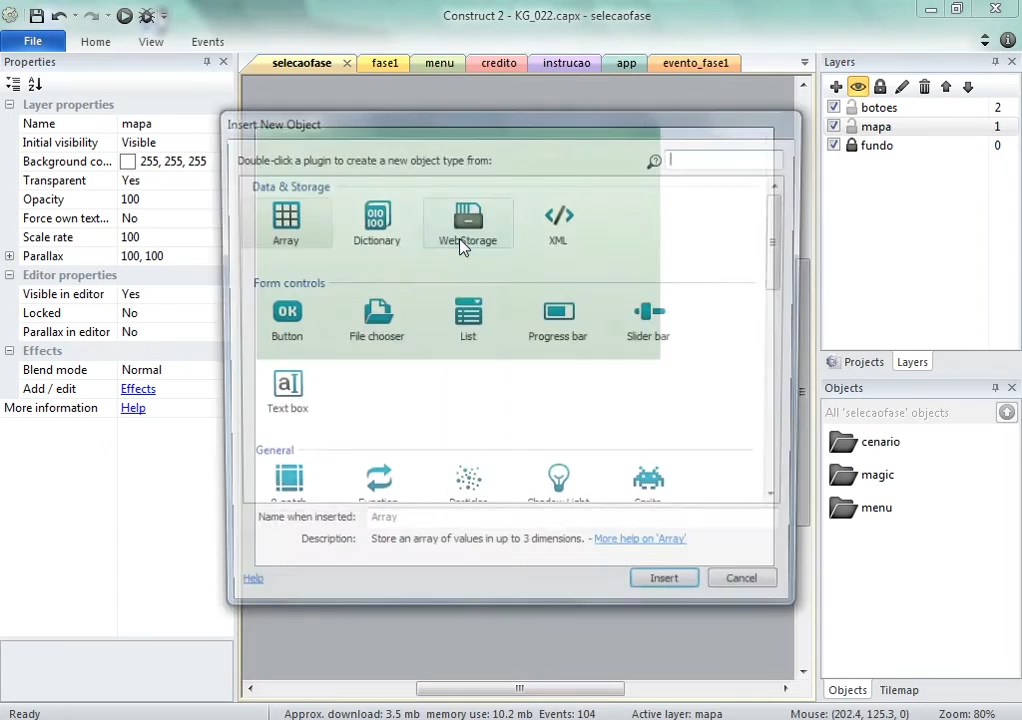 Construct 2 - KG_022.capx - selecaofase
File Home View Events
Properties
selecaofase fase1 menu credito instrucao app evento_fase1
Layers
Layer properties
Name mapa
Initial visibility Visible
Background co... 255, 255, 255
Transparent Yes
Opacity 100
Force own text... No
Scale rate 100
Parallax 100, 100
Editor properties
Visible in editor Yes
Locked No
Parallax in editor No
Effects
Blend mode Normal
Add / edit Effects
More information Help
Insert New Object
Double-click a plugin to create a new object type from:
Data & Storage
Array Dictionary WebStorage XML
Form controls
OK
Button File chooser List Progress bar Slider bar
Text box
General
9-patch Function Particles Shadow Light Sprite
Name when inserted: Array
Description: Store an array of values in up to 3 dimensions. - More help on 'Array'
Help Insert Cancel
botoes 2
mapa 1
fundo 0
Projects Layers
Objects
All 'selecaofase' objects
cenario
magic
menu
Objects Tilemap
Ready Approx. download: 3.5 mb memory use: 10.2 mb Events: 104 Active layer: mapa Mouse: (202.4, 125.3, 0) Zoom: 80%